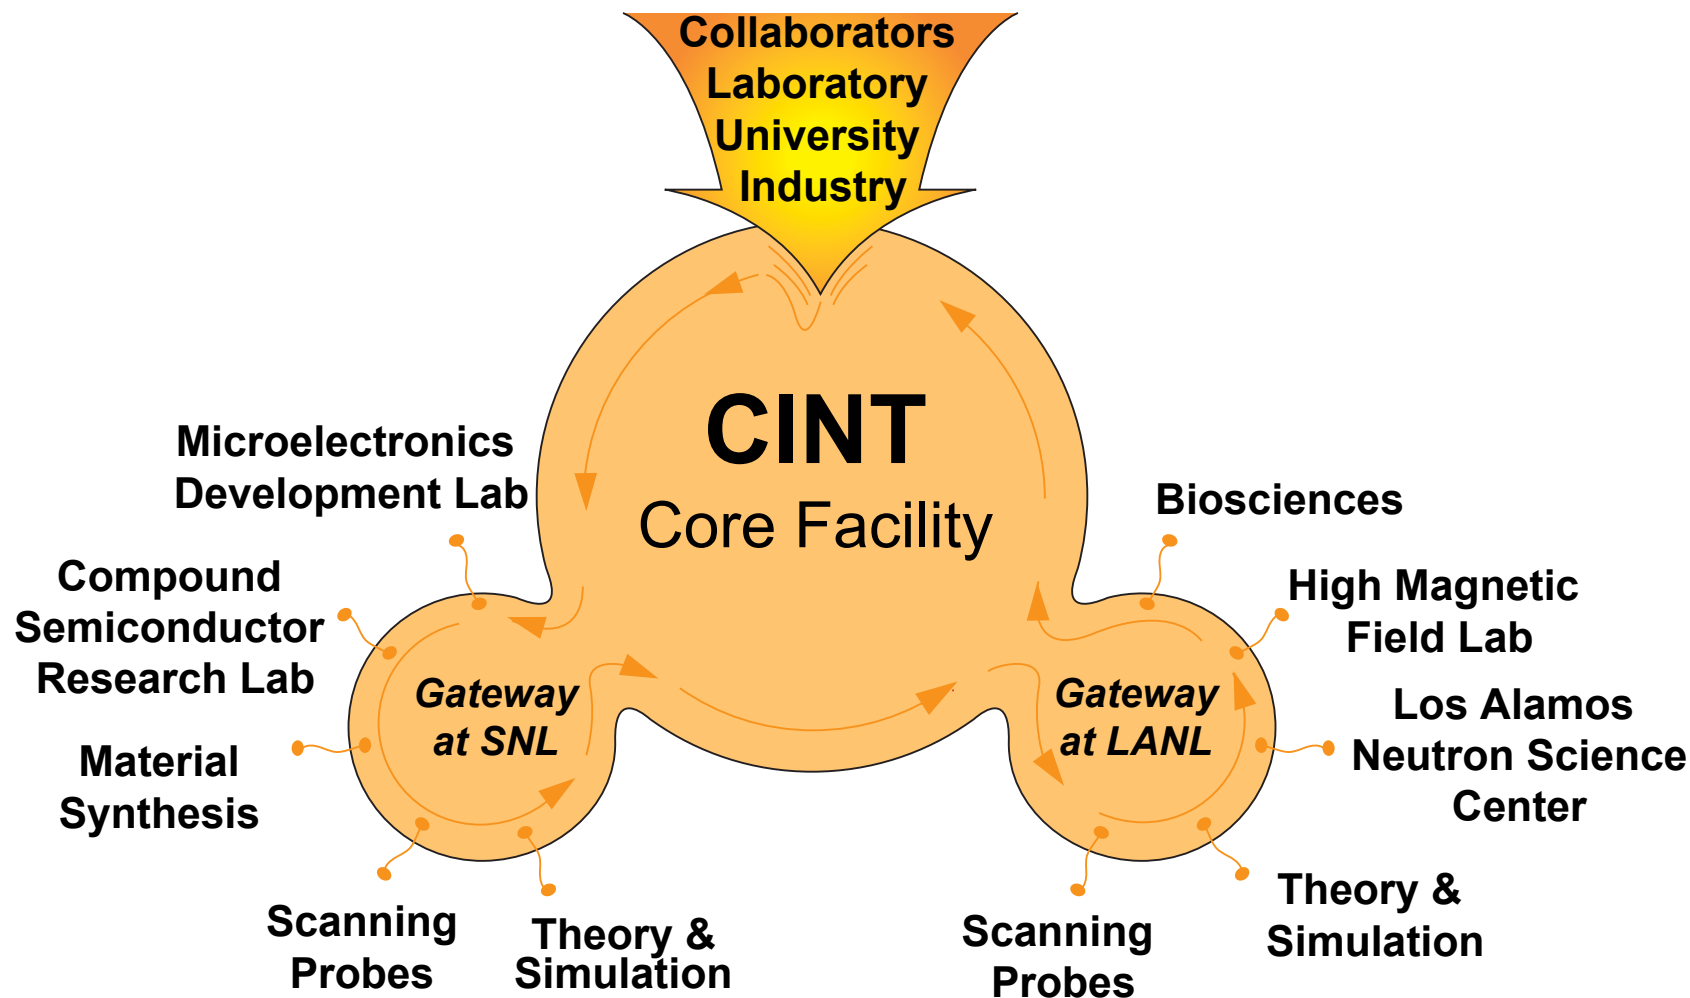 Collaborators
Laboratory
University
Industry
CINT
Core Facility
Microelectronics
Development Lab
Compound
Semiconductor
Research Lab
Material
Synthesis
Scanning
Probes
Theory &
Simulation
Gateway
at SNL
Gateway
at LANL
Biosciences
High Magnetic
Field Lab
Los Alamos
Neutron Science
Center
Theory &
Simulation
Scanning
Probes